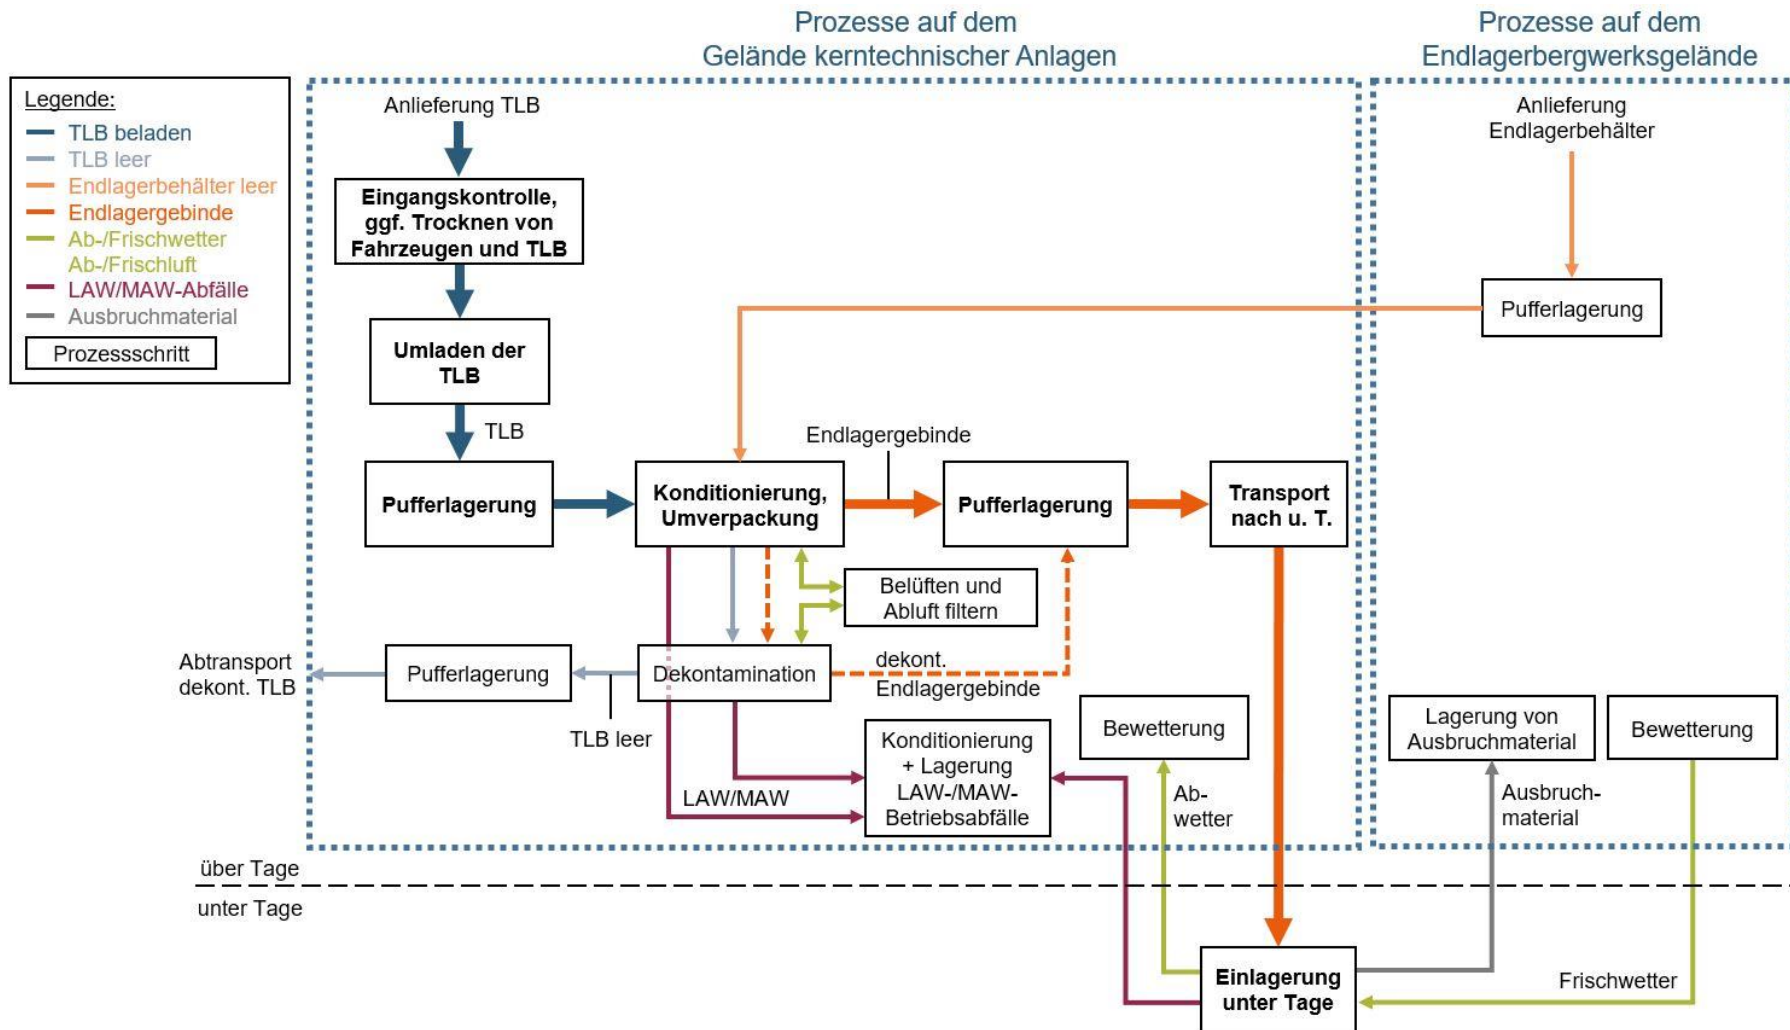 Prozesse auf dem
Gelände kerntechnischer Anlagen
Prozesse auf dem
Endlagerbergwerksgelände
Legende:
TLB beladen
TLB leer
Endlagerbehälter leer
Endlagergebinde
Ab-/Frischwetter
Ab-/Frischluft
LAW/MAW-Abfälle
Ausbruchmaterial
Prozessschritt
Anlieferung TLB
Anlieferung
Endlagerbehälter
Eingangskontrolle,
ggf. Trocknen von
Fahrzeugen und TLB
Pufferlagerung
Umladen der
TLB
TLB
Endlagergebinde
Pufferlagerung
Konditionierung,
Umverpackung
Pufferlagerung
Transport
nach u. T.
Belüften und
Abluft filtern
Abtransport
dekont. TLB
Pufferlagerung
Dekontamination
dekont.
Endlagergebinde
TLB leer
LAW/MAW
Konditionierung
+ Lagerung
LAW-/MAW-
Betriebsabfälle
Bewetterung
Ab-
wetter
Lagerung von
Ausbruchmaterial
Bewetterung
Ausbruch-
material
über Tage
unter Tage
Einlagerung
unter Tage
Frischwetter